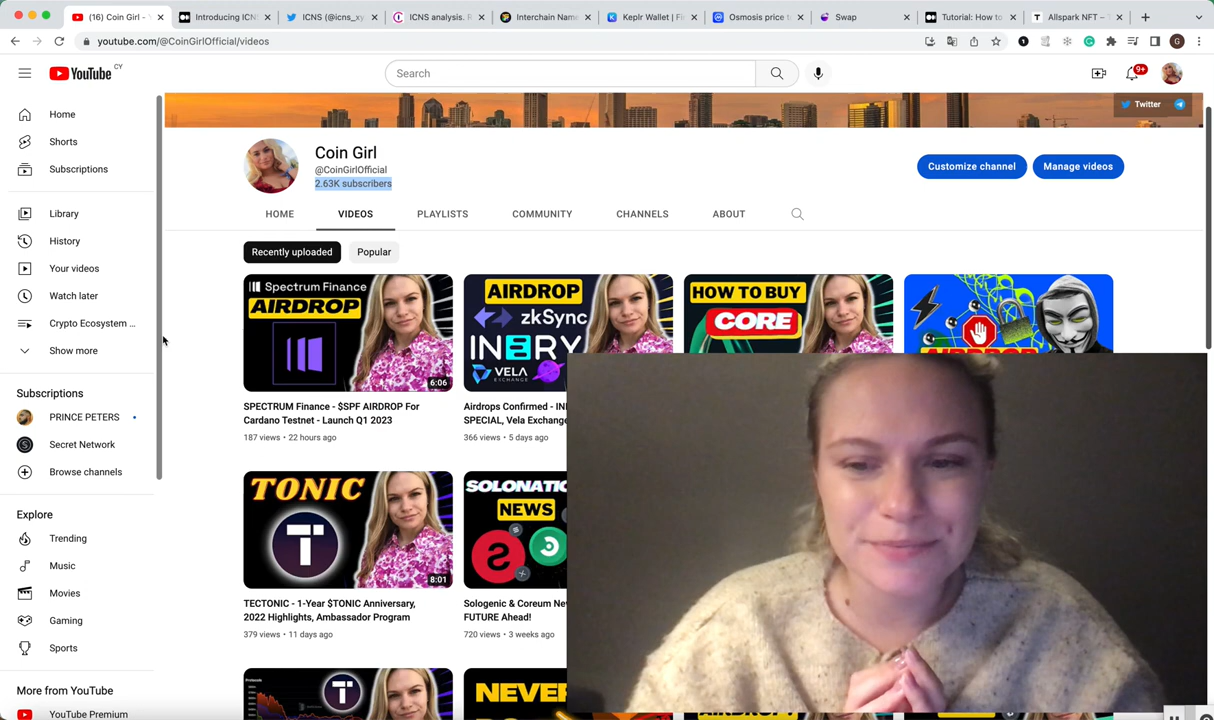 (16) Coin Girl -
Introducing ICN
ICNS (@icns_xy
ICNS analysis. R
Interchain Name
Keplr Wallet | F
Osmosis price t
Swap
Tutorial: How to
Allspark NFT –
youtube.com/@CoinGirlOfficial/videos
G
YouTube CY
Search
9+
Twitter
Home
Shorts
Subscriptions
Library
History
Your videos
Watch later
Crypto Ecosystem ...
Show more
Subscriptions
PRINCE PETERS
Secret Network
Browse channels
Explore
Trending
Music
Movies
Gaming
Sports
More from YouTube
YouTube Premium
Coin Girl
@CoinGirlOfficial
2.63K subscribers
Customize channel
Manage videos
HOME
VIDEOS
PLAYLISTS
COMMUNITY
CHANNELS
ABOUT
Recently uploaded
Popular
Spectrum Finance
AIRDROP
6:06
SPECTRUM Finance - $SPF AIRDROP For
Cardano Testnet - Launch Q1 2023
187 views • 22 hours ago
AIRDROP
zkSync
INERY
VELA
EXCHANGE
Airdrops Confirmed -
SPECIAL, Vela Exchange
366 views • 5 days ago
HOW TO BUY
CORE
TONIC
8:01
TECTONIC - 1-Year $TONIC Anniversary,
2022 Highlights, Ambassador Program
379 views • 11 days ago
NEWS
Sologenic & Coreum Ne
FUTURE Ahead!
720 views • 3 weeks ago
NEVER